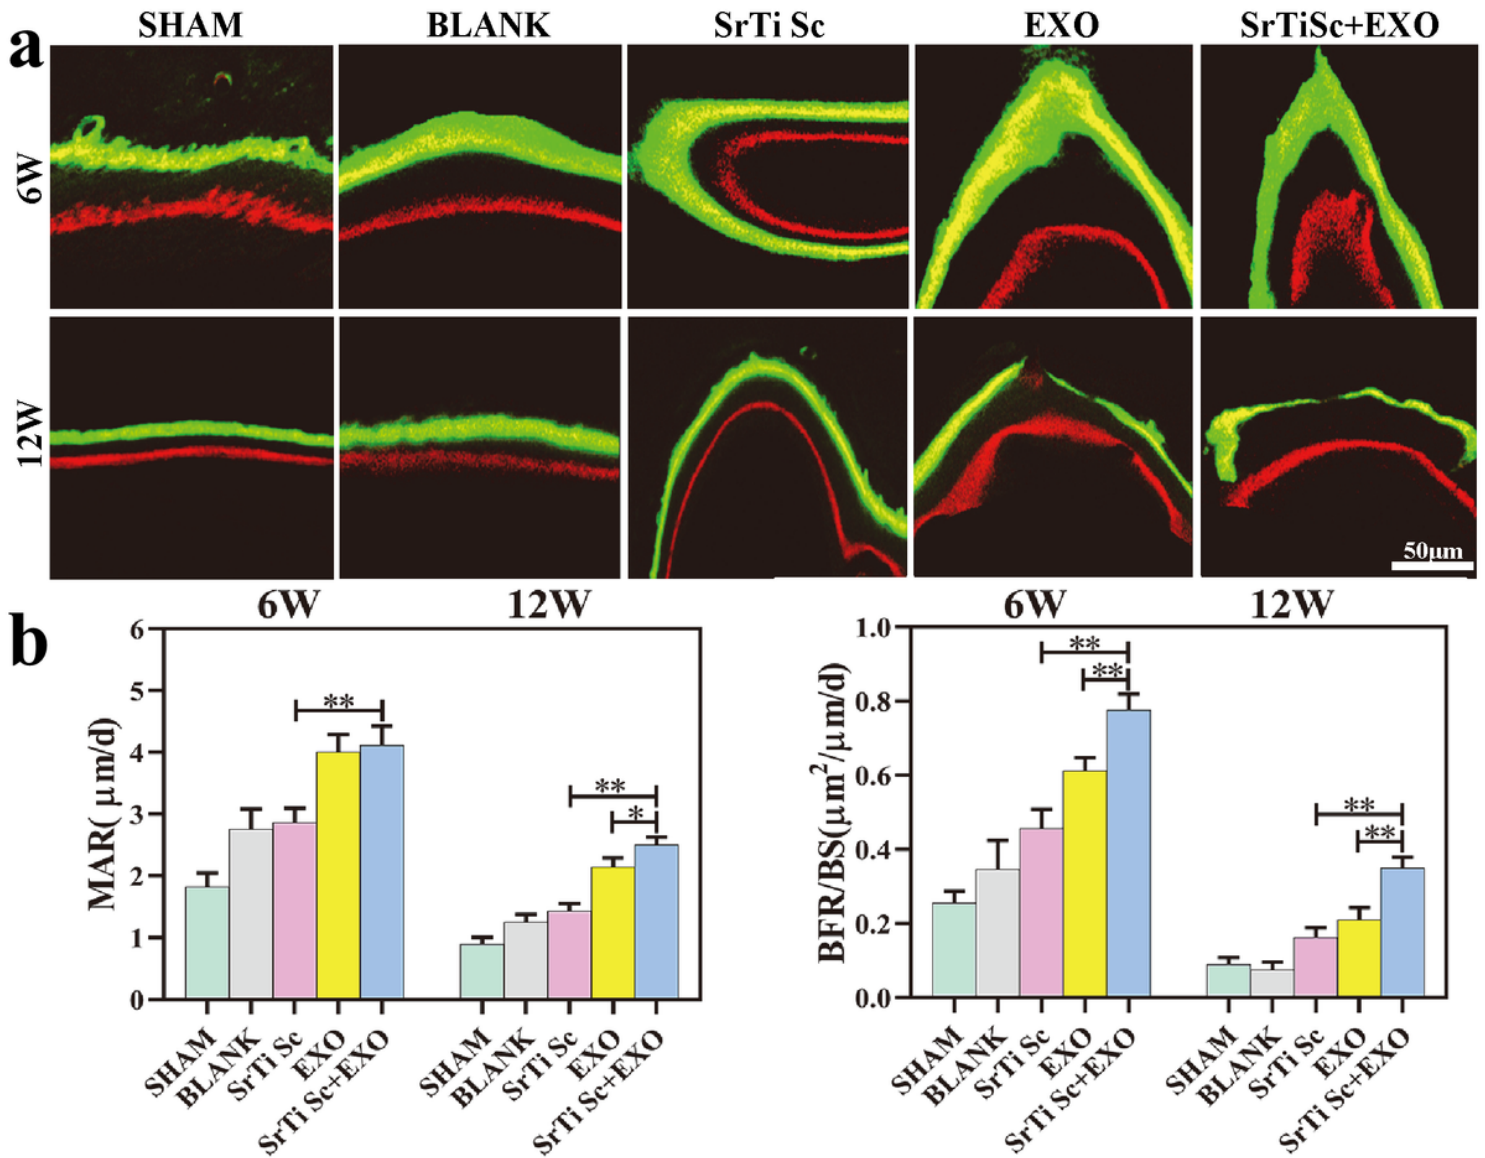 a
SHAM BLANK SrTi Sc EXO SrTiSc+EXO
6W
12W
50μm
b
6W 12W
6
5
4
3
2
1
0
MAR( μm/d)
**
**
*
SHAM
BLANK
SrTi Sc
EXO
SrTi Sc+EXO
SHAM
BLANK
SrTi Sc
EXO
SrTi Sc+EXO
6W 12W
1.0
0.8
0.6
0.4
0.2
0.0
BFR/BS(μm²/μm/d)
**
**
**
**
SHAM
BLANK
SrTi Sc
EXO
SrTi Sc+EXO
SHAM
BLANK
SrTi Sc
EXO
SrTi Sc+EXO